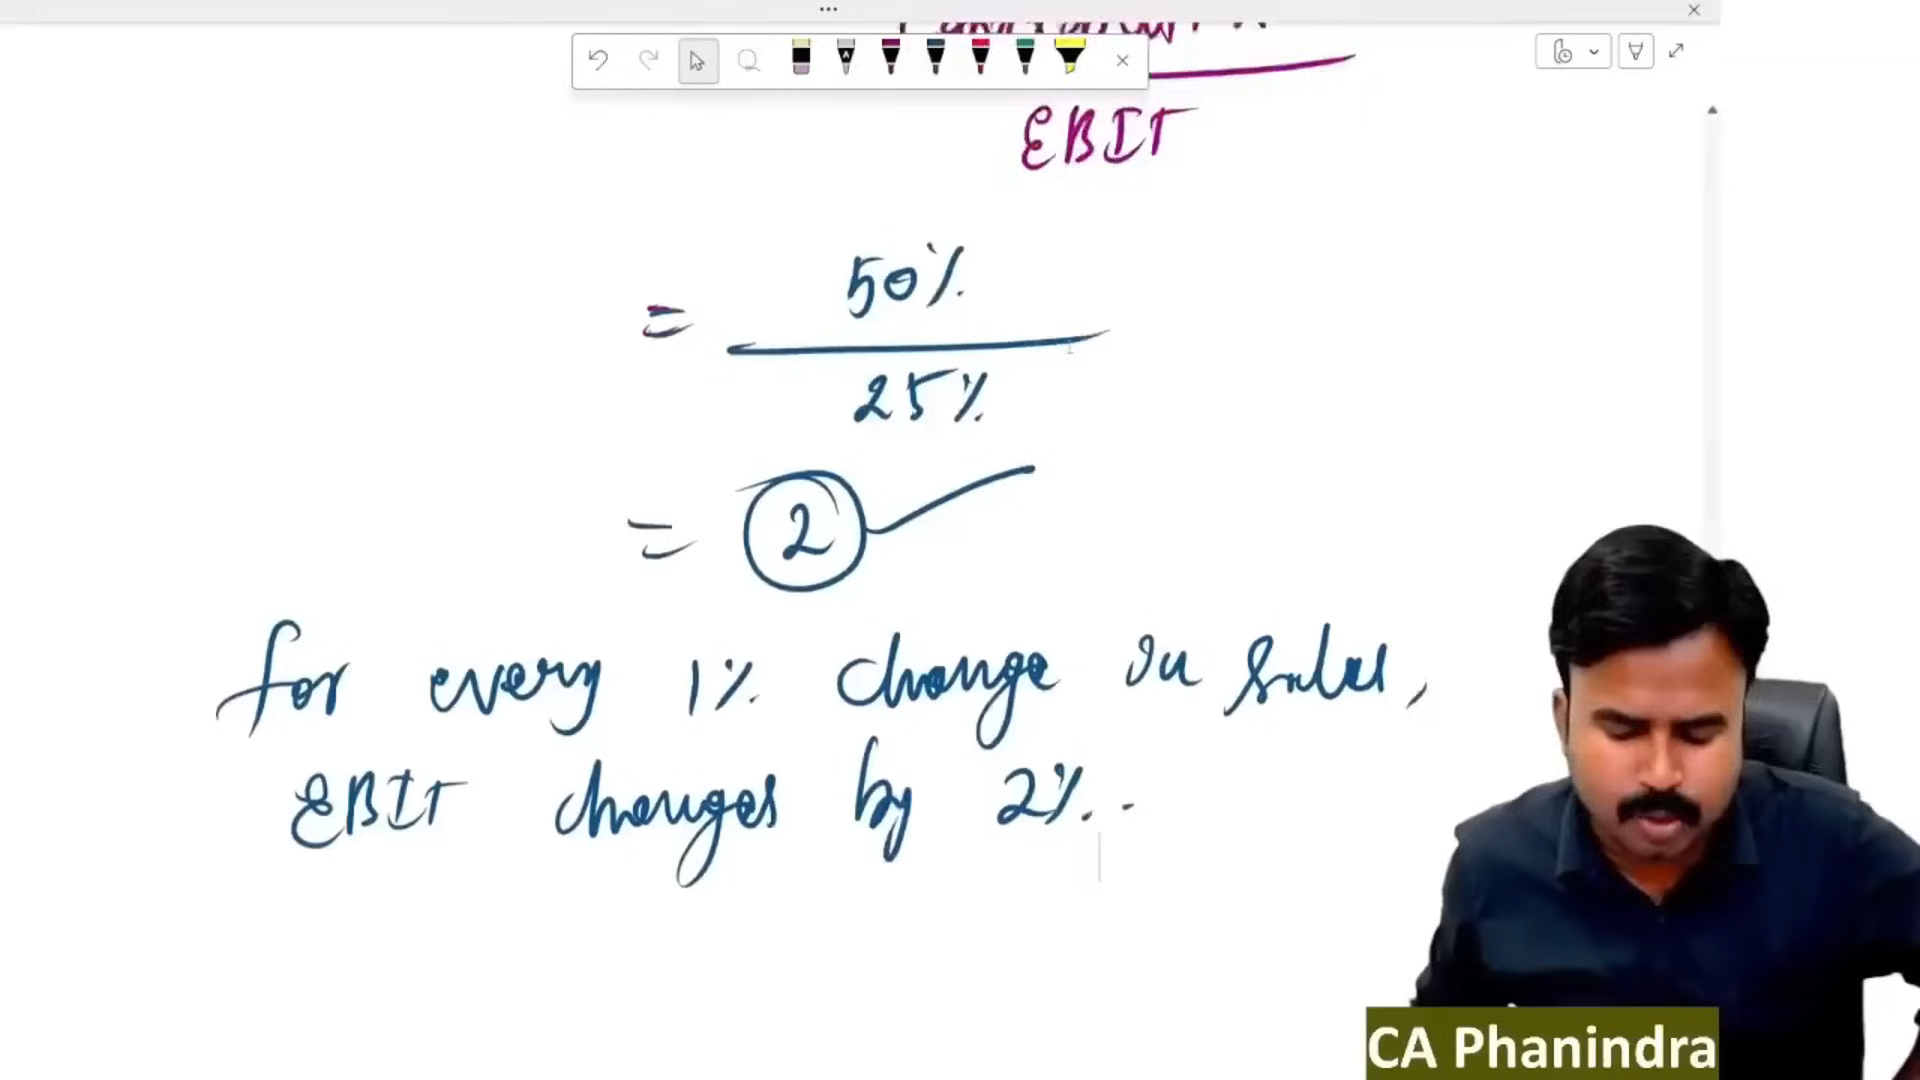 EBIT
= 50%
25%
= 2
for every 1% change in sales,
EBIT changes by 2%.
CA Phanindra